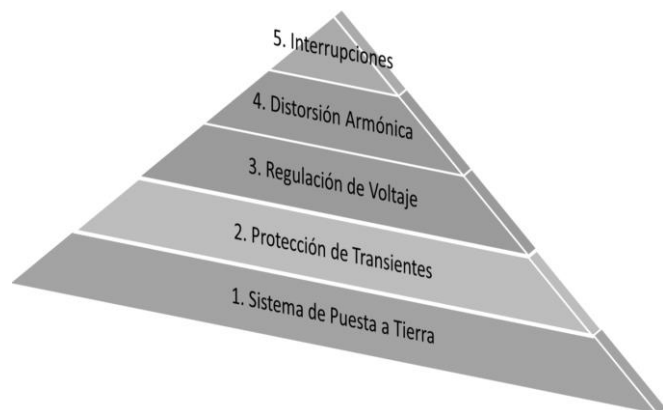 5. Interrupciones
4. Distorsión Armónica
3. Regulación de Voltaje
2. Protección de Transientes
1. Sistema de Puesta a Tierra